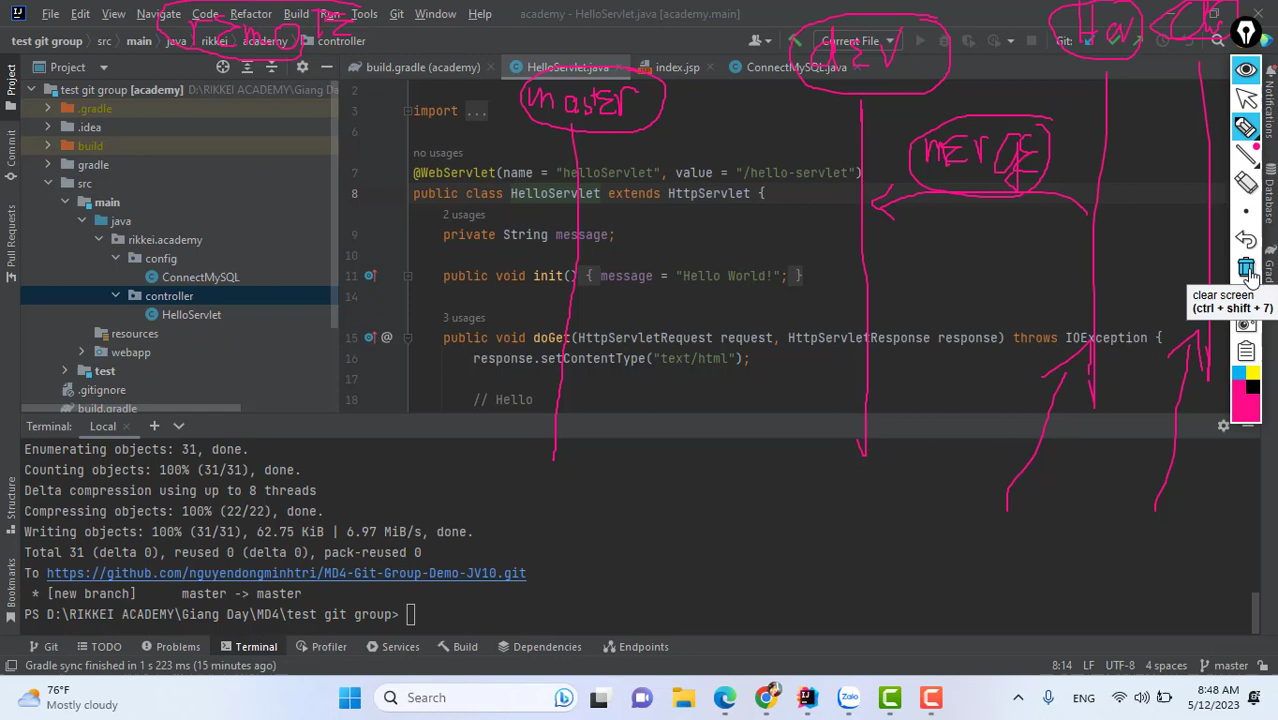 File Edit View Navigate Code Refactor Build Run Tools Git Window Help academy - HelloServlet.java [academy.main]
remote
dev
test git group src main java rikkei academy controller Current File Git:
Project build.gradle (academy) HelloServlet.java index.jsp ConnectMySQL.java
test git group [academy] D:\RIKKEI ACADEMY\Giang Day
.gradle
.idea
build
gradle
src
main
java
rikkei.academy
config
ConnectMySQL
controller
HelloServlet
resources
webapp
test
.gitignore
build.gradle
master
merge
2
3 import ...
6
no usages
7 @WebServlet(name = "helloServlet", value = "/hello-servlet")
8 public class HelloServlet extends HttpServlet {
2 usages
9 private String message;
10
11 public void init() { message = "Hello World!"; }
14
3 usages
15 public void doGet(HttpServletRequest request, HttpServletResponse response) throws IOException {
16 response.setContentType("text/html");
17
18 // Hello
clear screen
(ctrl + shift + 7)
Project
Commit
Pull Requests
Structure
Bookmarks
Notifications
Database
Grad
Terminal: Local
Enumerating objects: 31, done.
Counting objects: 100% (31/31), done.
Delta compression using up to 8 threads
Compressing objects: 100% (22/22), done.
Writing objects: 100% (31/31), 62.75 KiB | 6.97 MiB/s, done.
Total 31 (delta 0), reused 0 (delta 0), pack-reused 0
To https://github.com/nguyendongminhtri/MD4-Git-Group-Demo-JV10.git
* [new branch] master -> master
PS D:\RIKKEI ACADEMY\Giang Day\MD4\test git group>
Git TODO Problems Terminal Profiler Services Build Dependencies Endpoints
Gradle sync finished in 1 s 223 ms (15 minutes ago) 8:14 LF UTF-8 4 spaces master
76°F
Mostly cloudy
Search
ENG
8:48 AM
5/12/2023